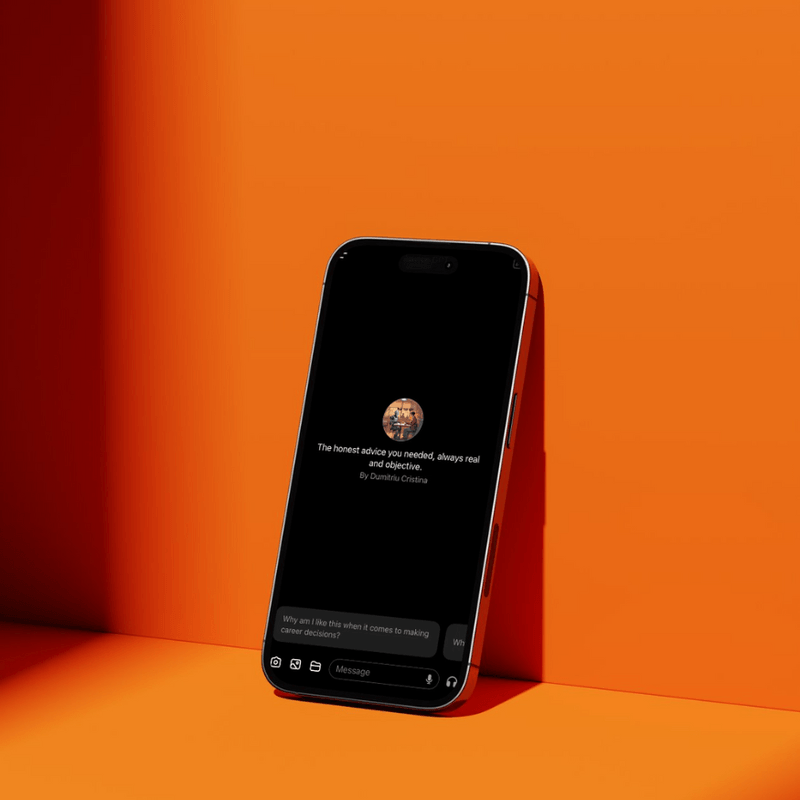 The honest advice you needed, always real
and objective.
By Dumitriu Cristina
Why am I like this when it comes to making
career decisions?
Wh
Message